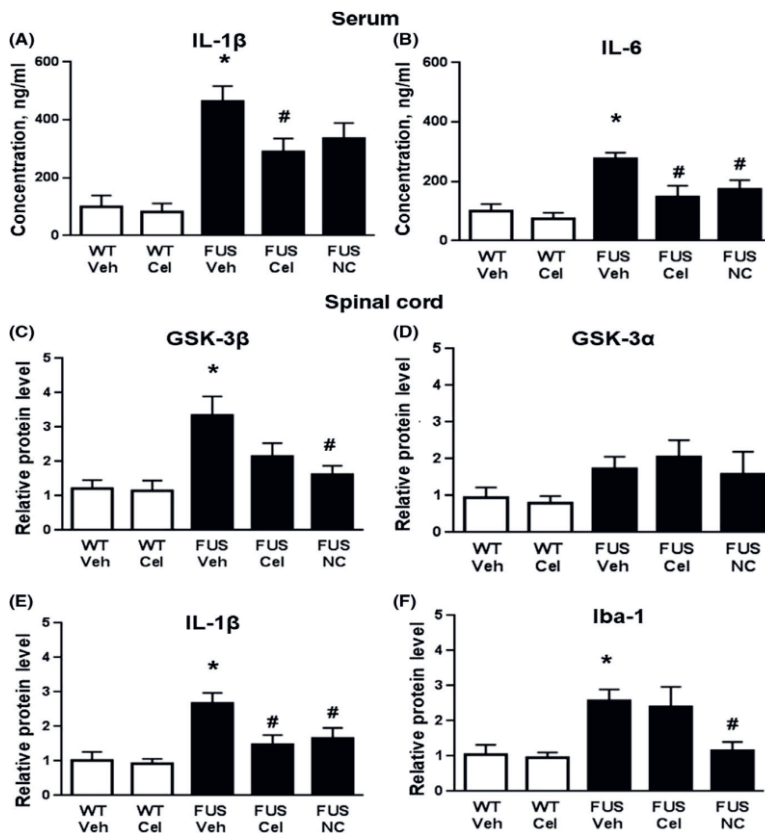 Serum
(A)
IL-1β
Concentration, ng/ml
600
400
200
0
*
#
WT Veh
WT Cel
FUS Veh
FUS Cel
FUS NC
(B)
IL-6
Concentration, ng/ml
600
400
200
0
*
#
#
WT Veh
WT Cel
FUS Veh
FUS Cel
FUS NC
Spinal cord
(C)
GSK-3β
Relative protein level
5
4
3
2
1
0
*
#
WT Veh
WT Cel
FUS Veh
FUS Cel
FUS NC
(D)
GSK-3α
Relative protein level
5
4
3
2
1
0
WT Veh
WT Cel
FUS Veh
FUS Cel
FUS NC
(E)
IL-1β
Relative protein level
5
4
3
2
1
0
*
#
#
WT Veh
WT Cel
FUS Veh
FUS Cel
FUS NC
(F)
Iba-1
Relative protein level
5
4
3
2
1
0
*
#
WT Veh
WT Cel
FUS Veh
FUS Cel
FUS NC